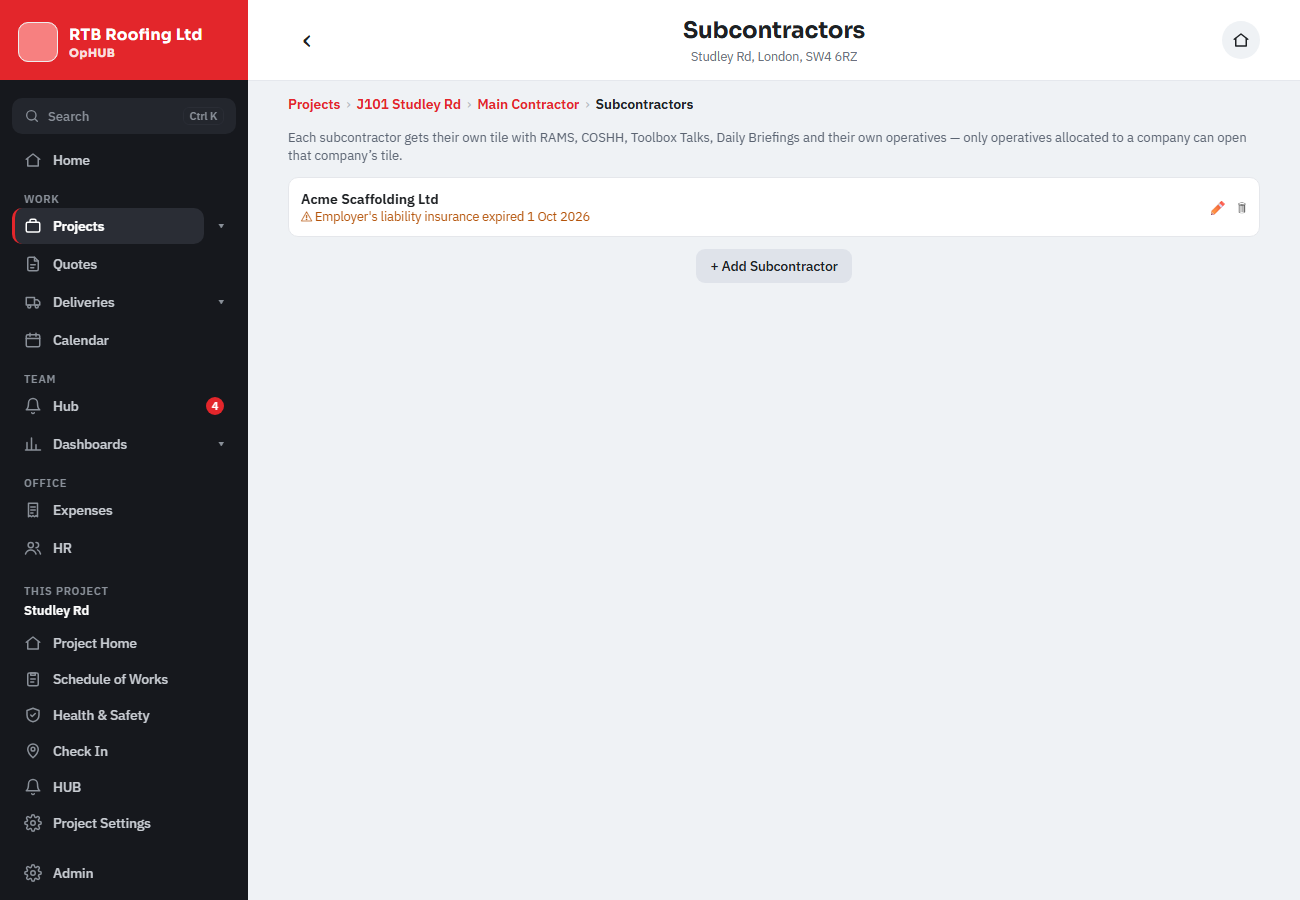 RTB Roofing Ltd
OpHUB
Search Ctrl K
Home
WORK
Projects
Quotes
Deliveries
Calendar
TEAM
Hub 4
Dashboards
OFFICE
Expenses
HR
THIS PROJECT
Studley Rd
Project Home
Schedule of Works
Health & Safety
Check In
HUB
Project Settings
Admin
Subcontractors
Studley Rd, London, SW4 6RZ
Projects › J101 Studley Rd › Main Contractor › Subcontractors
Each subcontractor gets their own tile with RAMS, COSHH, Toolbox Talks, Daily Briefings and their own operatives — only operatives allocated to a company can open
that company’s tile.
Acme Scaffolding Ltd
⚠ Employer's liability insurance expired 1 Oct 2026
+ Add Subcontractor